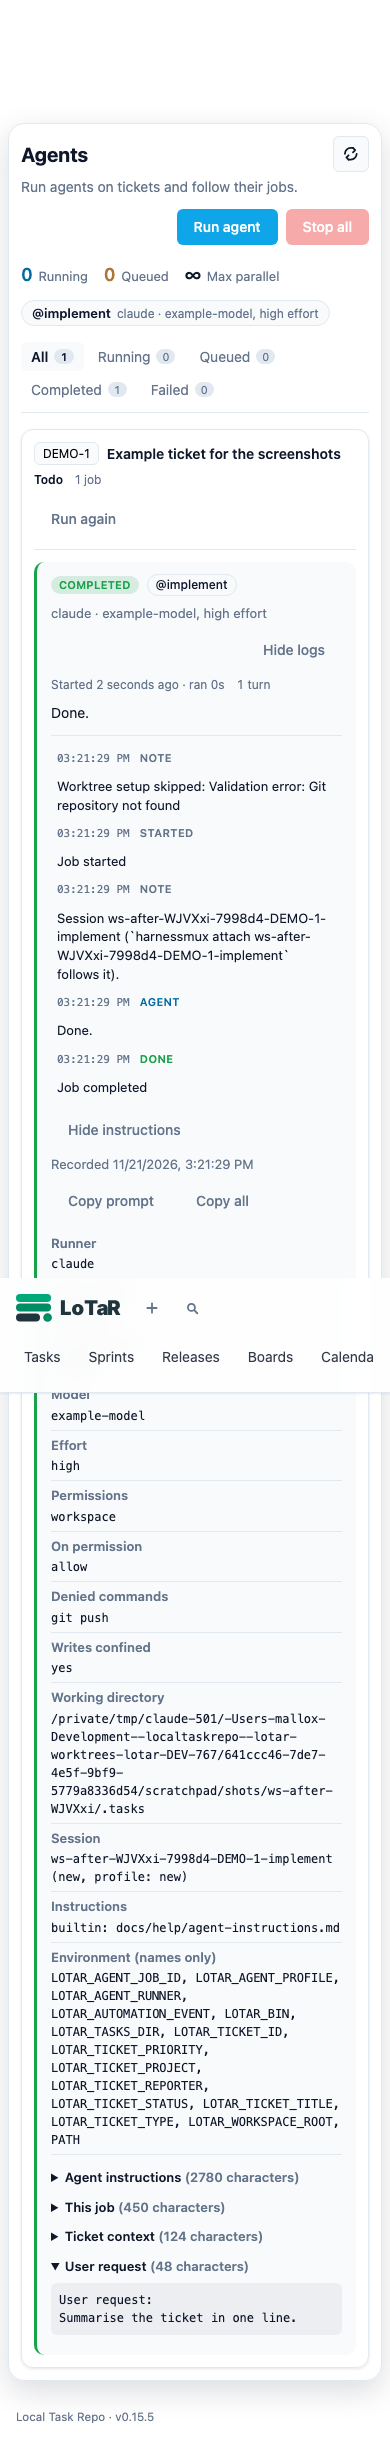 Agents
Run agents on tickets and follow their jobs.
Run agent Stop all
0 Running 0 Queued ∞ Max parallel
@implement claude · example-model, high effort
All 1 Running 0 Queued 0
Completed 1 Failed 0
DEMO-1 Example ticket for the screenshots
Todo 1 job
Run again
COMPLETED @implement
claude · example-model, high effort
Hide logs
Started 2 seconds ago · ran 0s 1 turn
Done.
03:21:29 PM NOTE
Worktree setup skipped: Validation error: Git
repository not found
03:21:29 PM STARTED
Job started
03:21:29 PM NOTE
Session ws-after-WJVXxi-7998d4-DEMO-1-
implement (`harnessmux attach ws-after-
WJVXxi-7998d4-DEMO-1-implement`
follows it).
03:21:29 PM AGENT
Done.
03:21:29 PM DONE
Job completed
Hide instructions
Recorded 11/21/2026, 3:21:29 PM
Copy prompt Copy all
Runner
claude
LoTaR
Tasks Sprints Releases Boards Calenda
Model
example-model
Effort
high
Permissions
workspace
On permission
allow
Denied commands
git push
Writes confined
yes
Working directory
/private/tmp/claude-501/-Users-mallox-
Development--localtaskrepo--lotar-
worktrees-lotar-DEV-767/641ccc46-7de7-
4e5f-9bf9-
5779a8336d54/scratchpad/shots/ws-after-
WJVXxi/.tasks
Session
ws-after-WJVXxi-7998d4-DEMO-1-implement
(new, profile: new)
Instructions
builtin: docs/help/agent-instructions.md
Environment (names only)
LOTAR_AGENT_JOB_ID, LOTAR_AGENT_PROFILE,
LOTAR_AGENT_RUNNER,
LOTAR_AUTOMATION_EVENT, LOTAR_BIN,
LOTAR_TASKS_DIR, LOTAR_TICKET_ID,
LOTAR_TICKET_PRIORITY,
LOTAR_TICKET_PROJECT,
LOTAR_TICKET_REPORTER,
LOTAR_TICKET_STATUS, LOTAR_TICKET_TITLE,
LOTAR_TICKET_TYPE, LOTAR_WORKSPACE_ROOT,
PATH
Agent instructions (2780 characters)
This job (450 characters)
Ticket context (124 characters)
User request (48 characters)
User request:
Summarise the ticket in one line.
Local Task Repo · v0.15.5